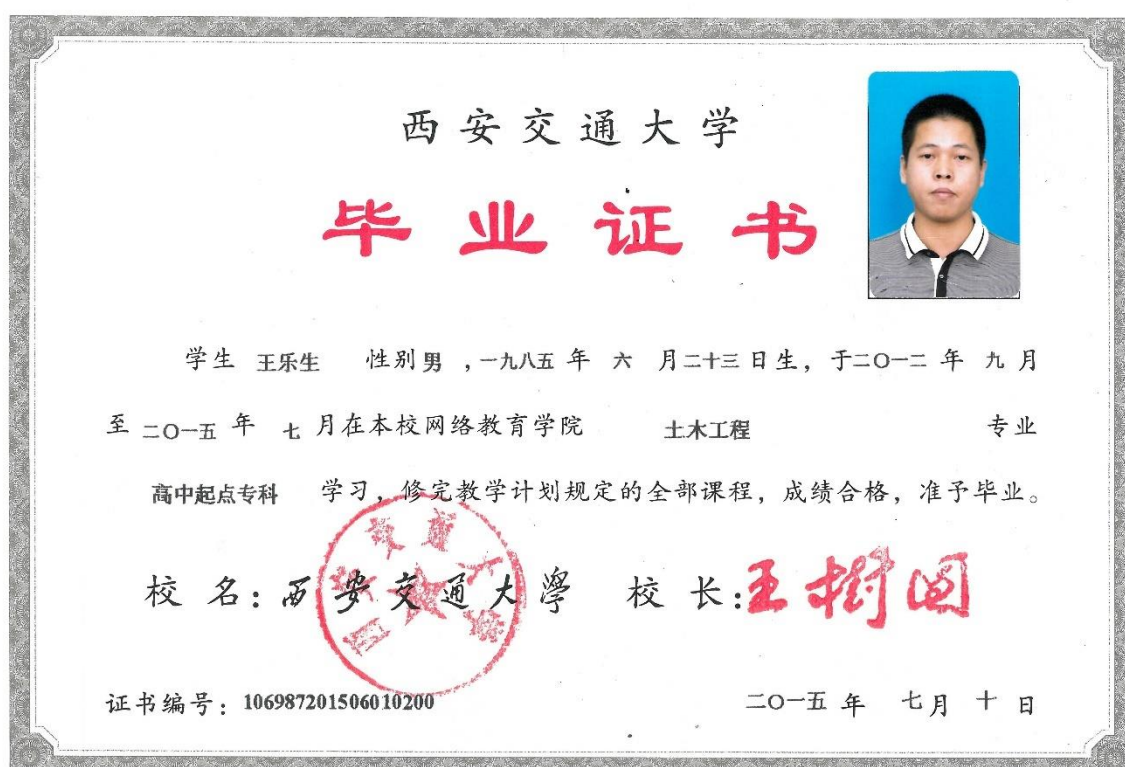 西安交通大学
毕业证书
学生 王乐生 性别 男 ,一九八五 年 六 月二十三日生, 于二〇一二 年 九 月
至 二〇一五 年 七 月在本校网络教育学院 土木工程 专业
高中起点专科 学习, 修完教学计划规定的全部课程, 成绩合格, 准予毕业。
校 名: 西安交通大學 校 长: 王树国
证书编号: 106987201506010200 二〇一五 年 七月 十 日